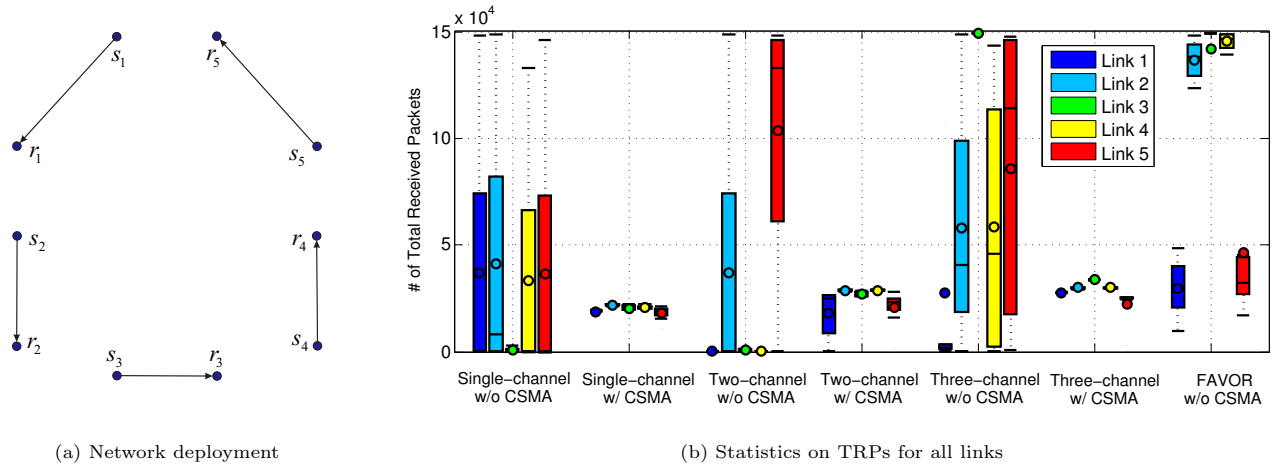 s1
r5
r1
s5
s2
r4
r2
s4
s3
r3
(a) Network deployment
x 10^4
15
10
5
0
# of Total Received Packets
Link 1
Link 2
Link 3
Link 4
Link 5
Single−channel w/o CSMA
Single−channel w/ CSMA
Two−channel w/o CSMA
Two−channel w/ CSMA
Three−channel w/o CSMA
Three−channel w/ CSMA
FAVOR w/o CSMA
(b) Statistics on TRPs for all links